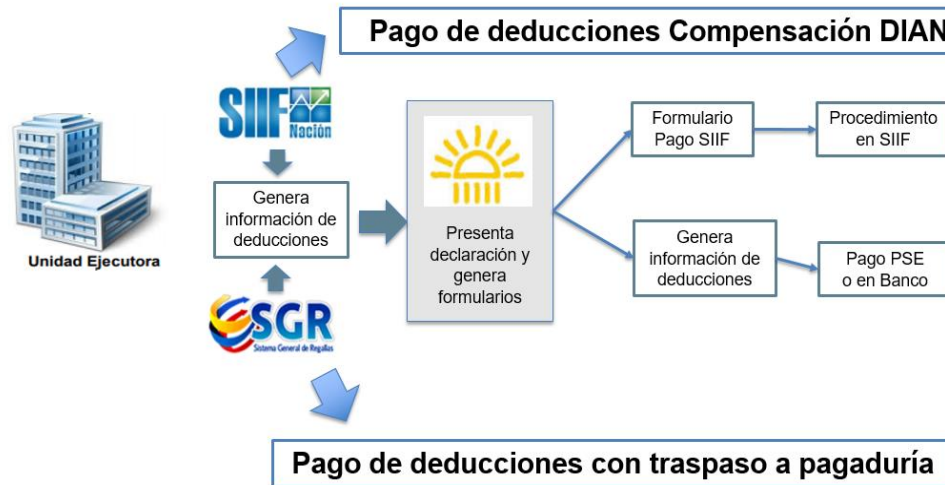 Pago de deducciones Compensación DIAN
SIIF
Nación
Genera
información de
deducciones
Unidad Ejecutora
SGR
Sistema General de Regalías
Presenta
declaración y
genera
formularios
Formulario
Pago SIIF
Procedimiento
en SIIF
Genera
información de
deducciones
Pago PSE
o en Banco
Pago de deducciones con traspaso a pagaduría